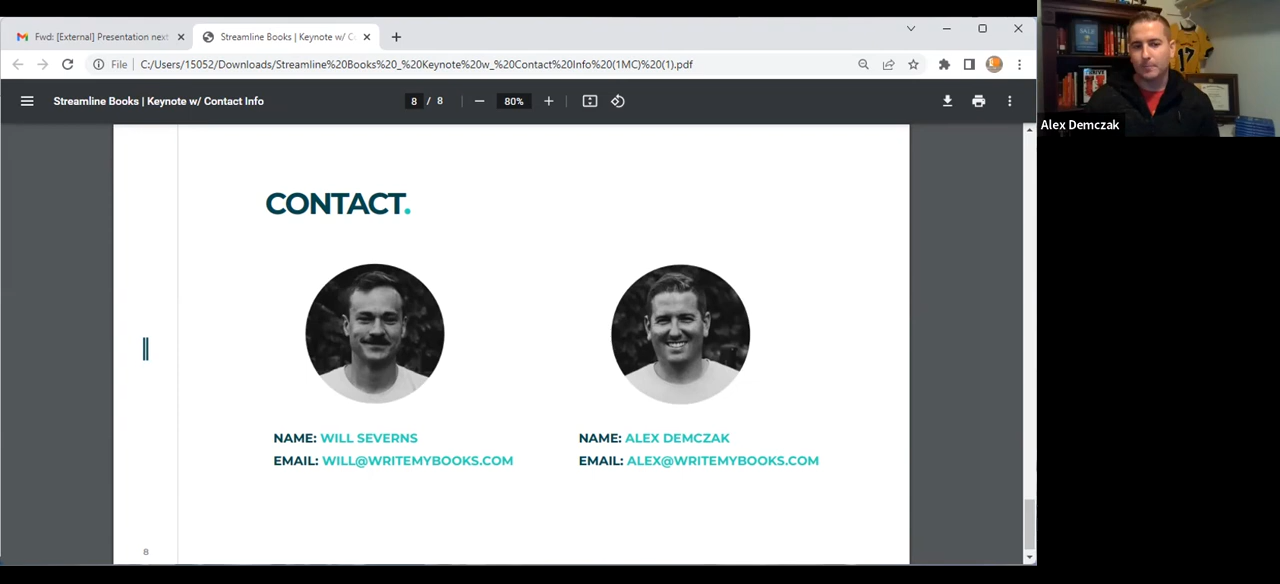 Fwd: [External] Presentation next
Streamline Books | Keynote w/ C
File
C:/Users/15052/Downloads/Streamline%20Books%20_%20Keynote%20w_%20Contact%20Info%20(1MC)%20(1).pdf
Streamline Books | Keynote w/ Contact Info
8 / 8
80%
CONTACT.
NAME: WILL SEVERNS
EMAIL: WILL@WRITEMYBOOKS.COM
NAME: ALEX DEMCZAK
EMAIL: ALEX@WRITEMYBOOKS.COM
8
17
Alex Demczak